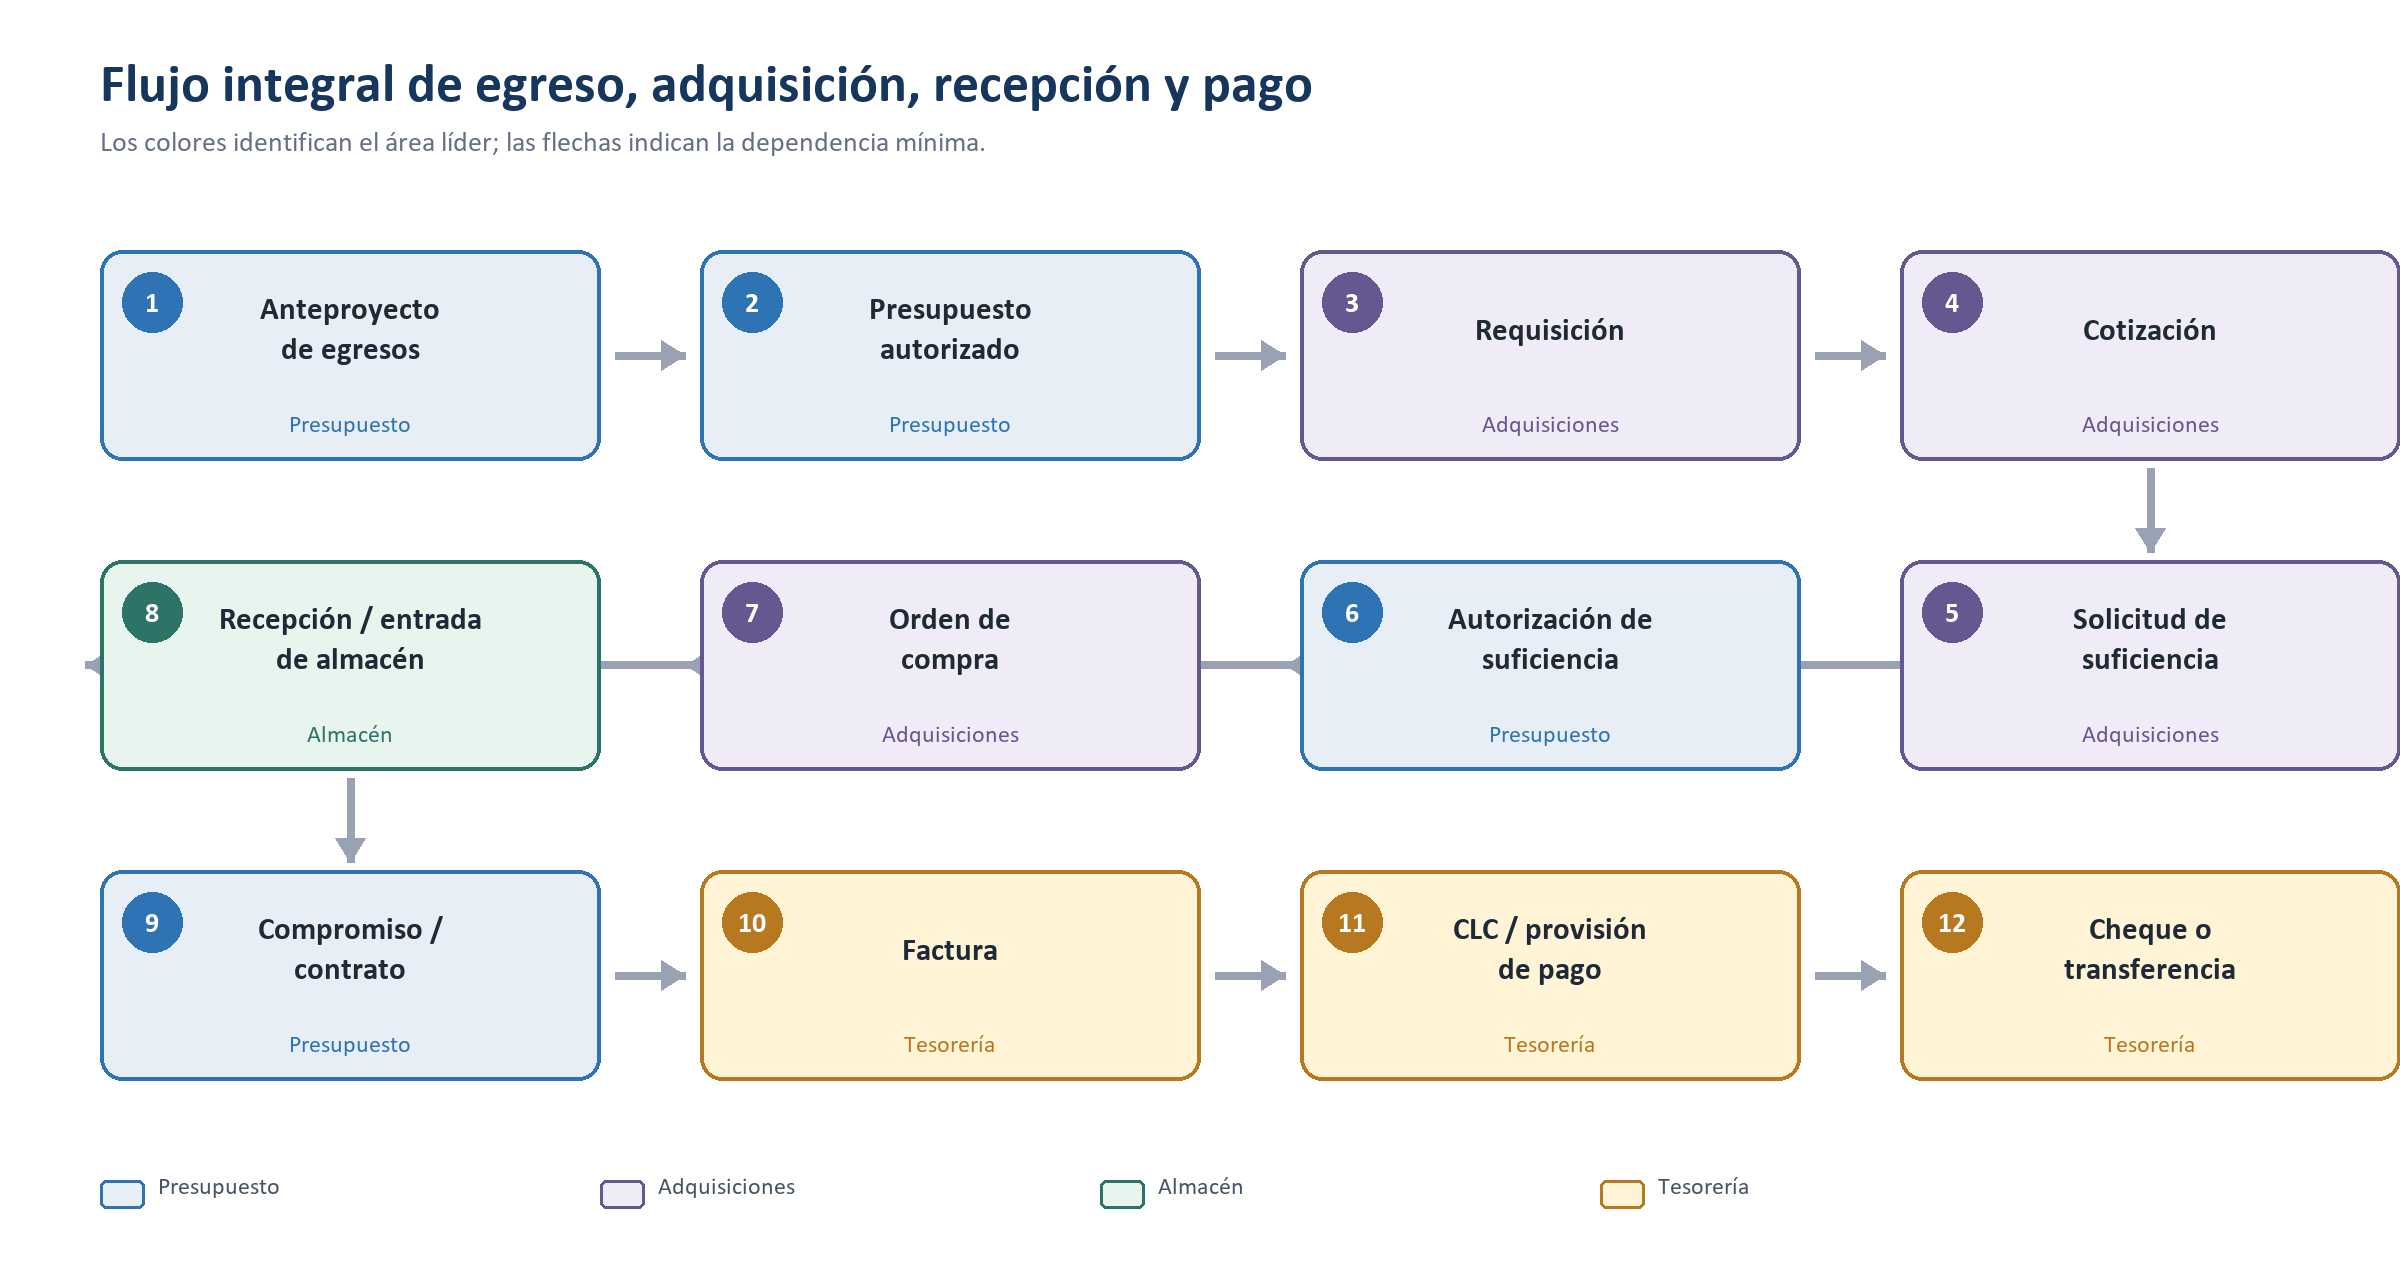 Flujo integral de egreso, adquisición, recepción y pago
Los colores identifican el área líder; las flechas indican la dependencia mínima.
1
Anteproyecto
de egresos
Presupuesto
2
Presupuesto
autorizado
Presupuesto
3
Requisición
Adquisiciones
4
Cotización
Adquisiciones
8
Recepción / entrada
de almacén
Almacén
7
Orden de
compra
Adquisiciones
6
Autorización de
suficiencia
Presupuesto
5
Solicitud de
suficiencia
Adquisiciones
9
Compromiso /
contrato
Presupuesto
10
Factura
Tesorería
11
CLC / provisión
de pago
Tesorería
12
Cheque o
transferencia
Tesorería
Presupuesto
Adquisiciones
Almacén
Tesorería